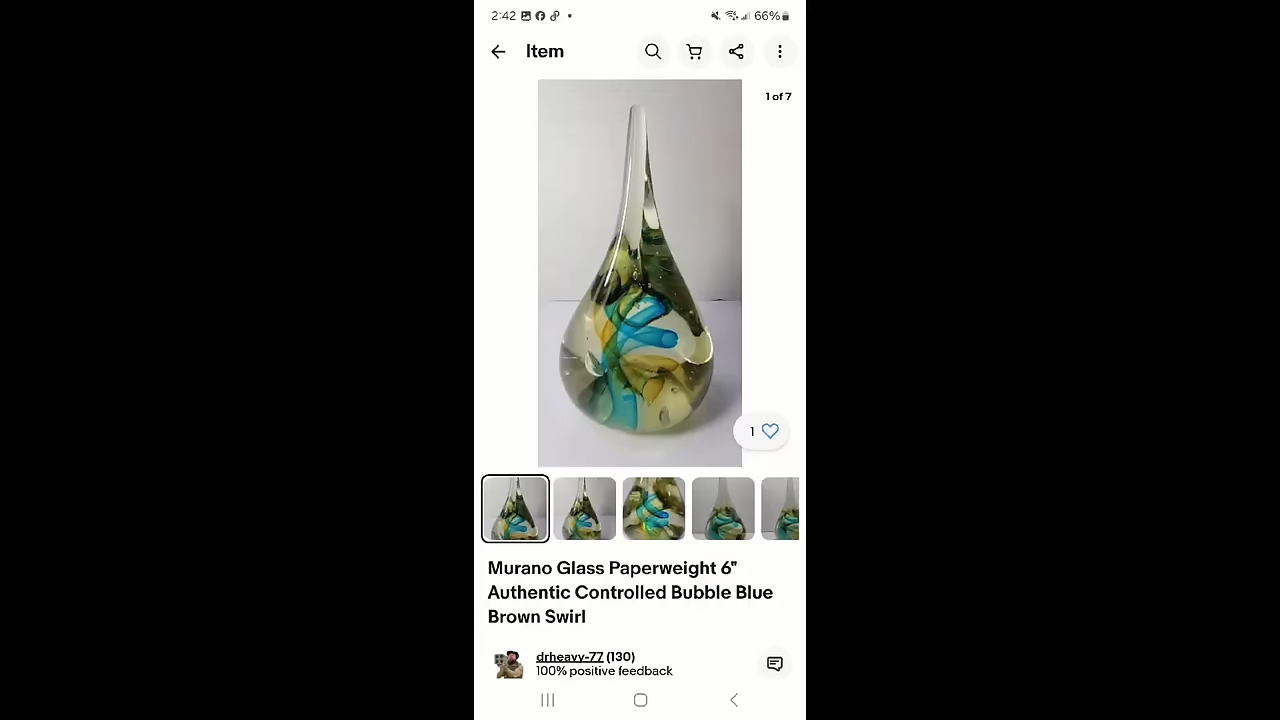 2:42 66%
Item
1 of 7
1
Murano Glass Paperweight 6"
Authentic Controlled Bubble Blue
Brown Swirl
drheavy-77 (130)
100% positive feedback